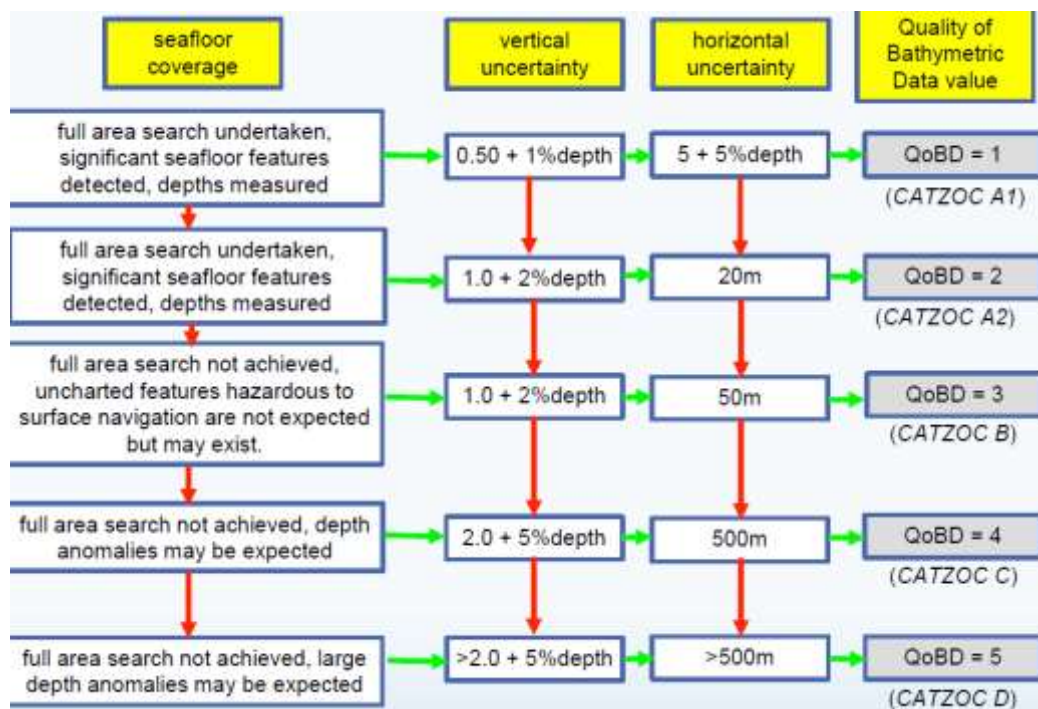 seafloor
coverage
vertical
uncertainty
horizontal
uncertainty
Quality of
Bathymetric
Data value
full area search undertaken,
significant seafloor features
detected, depths measured
0.50 + 1%depth
5 + 5%depth
QoBD = 1
(CATZOC A1)
full area search undertaken,
significant seafloor features
detected, depths measured
1.0 + 2%depth
20m
QoBD = 2
(CATZOC A2)
full area search not achieved,
uncharted features hazardous to
surface navigation are not expected
but may exist.
1.0 + 2%depth
50m
QoBD = 3
(CATZOC B)
full area search not achieved, depth
anomalies may be expected
2.0 + 5%depth
500m
QoBD = 4
(CATZOC C)
full area search not achieved, large
depth anomalies may be expected
>2.0 + 5%depth
>500m
QoBD = 5
(CATZOC D)